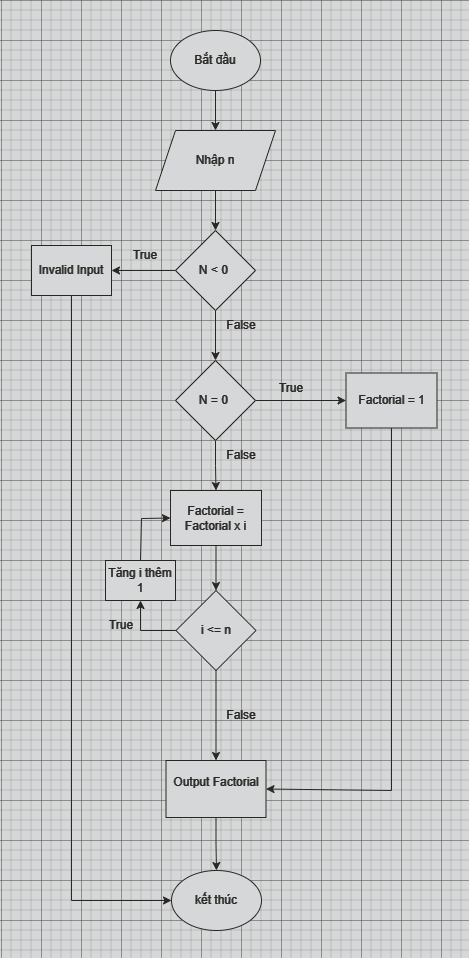 Bắt đầu
Nhập n
True
Invalid Input
N < 0
False
True
N = 0
Factorial = 1
False
Factorial =
Factorial x i
Tăng i thêm
1
True
i <= n
False
Output Factorial
kết thúc